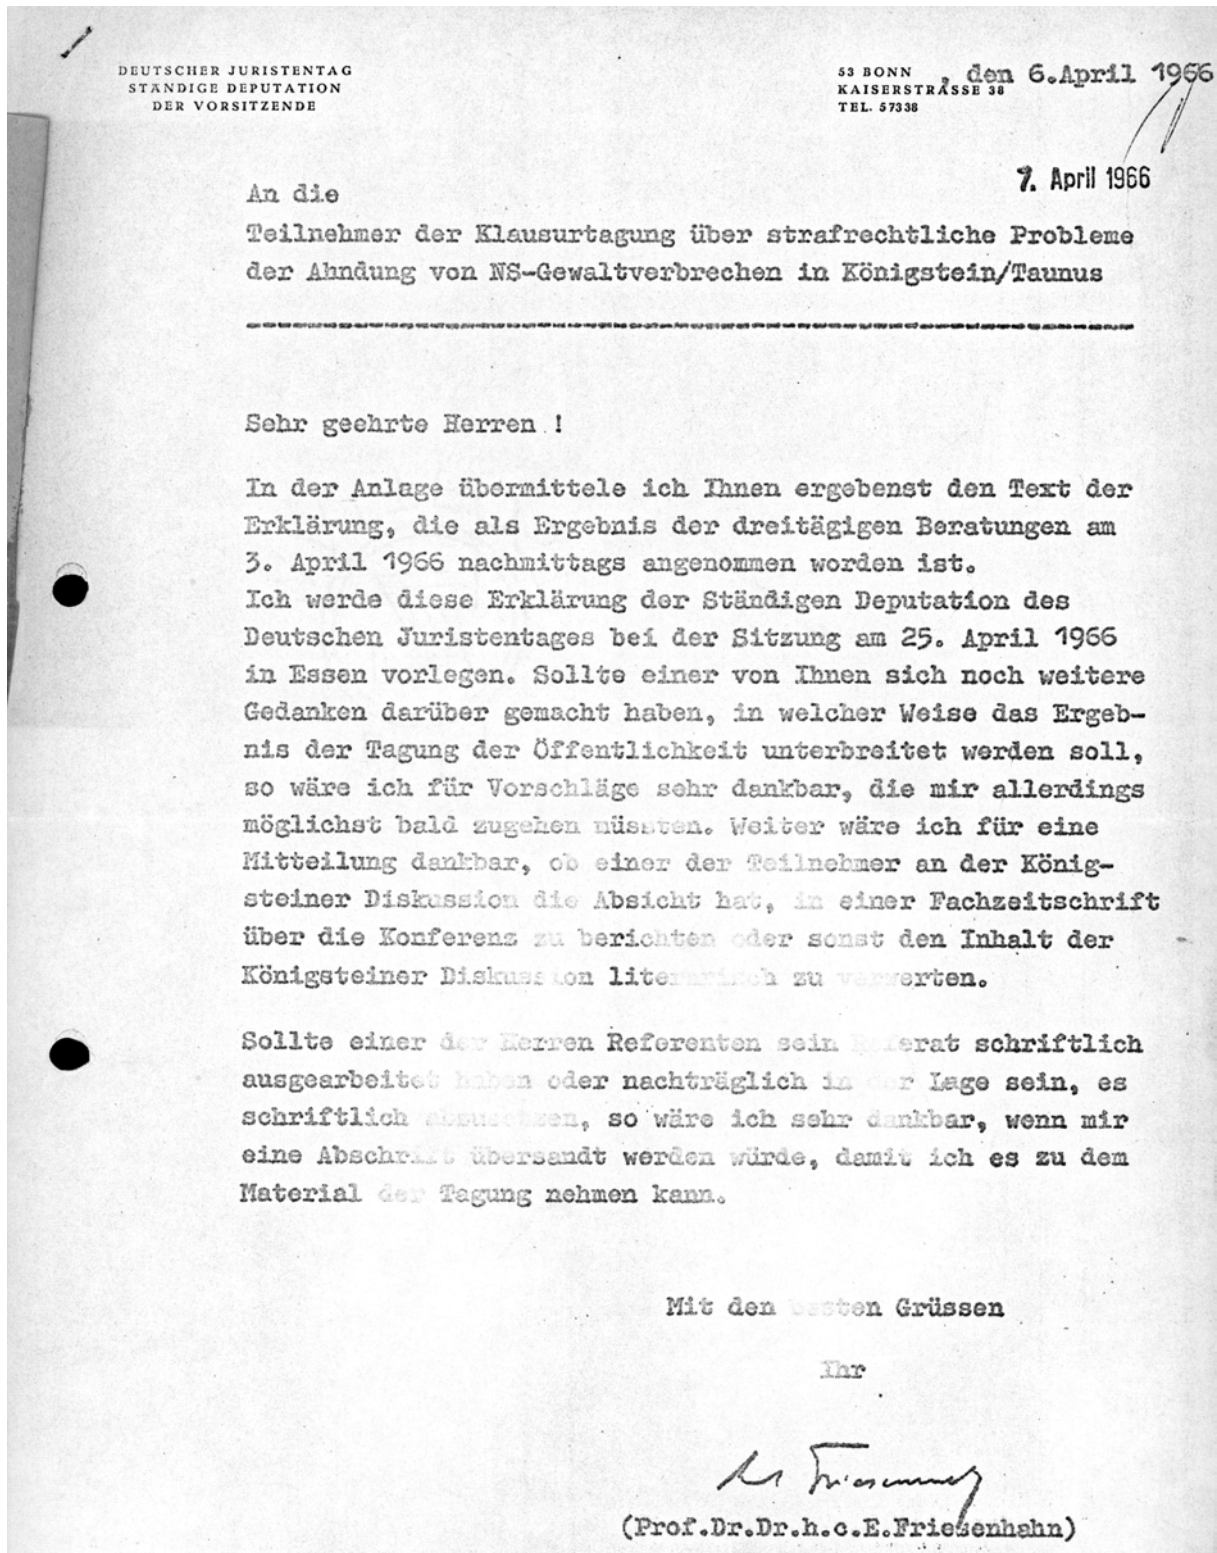 DEUTSCHER JURISTENTAG
STÄNDIGE DEPUTATION
DER VORSITZENDE
53 BONN
KAISERSTRASSE 38
TEL. 57338
, den 6.April 1966
7. April 1966
An die
Teilnehmer der Klausurtagung über strafrechtliche Probleme
der Ahndung von NS-Gewaltverbrechen in Königstein/Taunus
Sehr geehrte Herren !
In der Anlage übermittele ich Ihnen ergebenst den Text der
Erklärung, die als Ergebnis der dreitägigen Beratungen am
3. April 1966 nachmittags angenommen worden ist.
Ich werde diese Erklärung der Ständigen Deputation des
Deutschen Juristentages bei der Sitzung am 25. April 1966
in Essen vorlegen. Sollte einer von Ihnen sich noch weitere
Gedanken darüber gemacht haben, in welcher Weise das Ergeb-
nis der Tagung der Öffentlichkeit unterbreitet werden soll,
so wäre ich für Vorschläge sehr dankbar, die mir allerdings
möglichst bald zugehen müssten. Weiter wäre ich für eine
Mitteilung dankbar, ob einer der Teilnehmer an der König-
steiner Diskussion die Absicht hat, in einer Fachzeitschrift
über die Konferenz zu berichten oder sonst den Inhalt der
Königsteiner Diskussion literarisch zu verwerten.
Sollte einer der Herren Referenten sein Referat schriftlich
ausgearbeitet haben oder nachträglich in der Lage sein, es
schriftlich abzusetzen, so wäre ich sehr dankbar, wenn mir
eine Abschrift übersandt werden würde, damit ich es zu dem
Material der Tagung nehmen kann.
Mit den besten Grüssen
Ihr
(Prof.Dr.Dr.h.c.E.Friesenhahn)